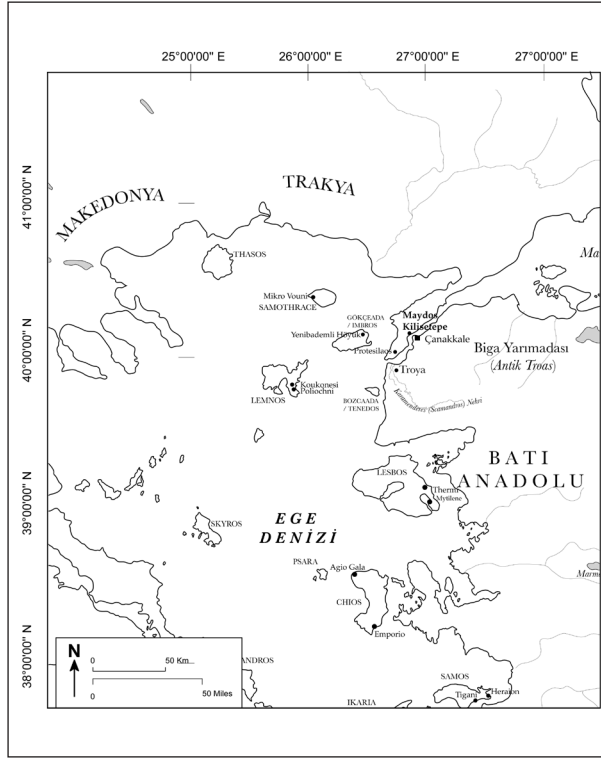 25°00'00" E
26°00'00" E
27°00'00" E
27°00'00" E
41°00'00" N
40°00'00" N
39°00'00" N
38°00'00" N
MAKEDONYA
TRAKYA
THASOS
Mikro Vouni
SAMOTHRACE
GÖKÇEADA
/ IMBROS
Yenibademli Höyük
Maydos
Kilisetepe
Çanakkale
Protesilaos
Troya
Biga Yarımadası
(Antik Troas)
Ma
Koukonesi
Poliochni
LEMNOS
BOZCAADA
/ TENEDOS
Karamenderes (Scamandros) Nehri
LESBOS
Thermi
Mytilene
BATI
ANADOLU
SKYROS
EGE
DENİZİ
PSARA
Agio Gala
CHIOS
Emporio
Marma
N
0
50 Km
0
50 Miles
ANDROS
SAMOS
Tigani
Heraion
IKARIA